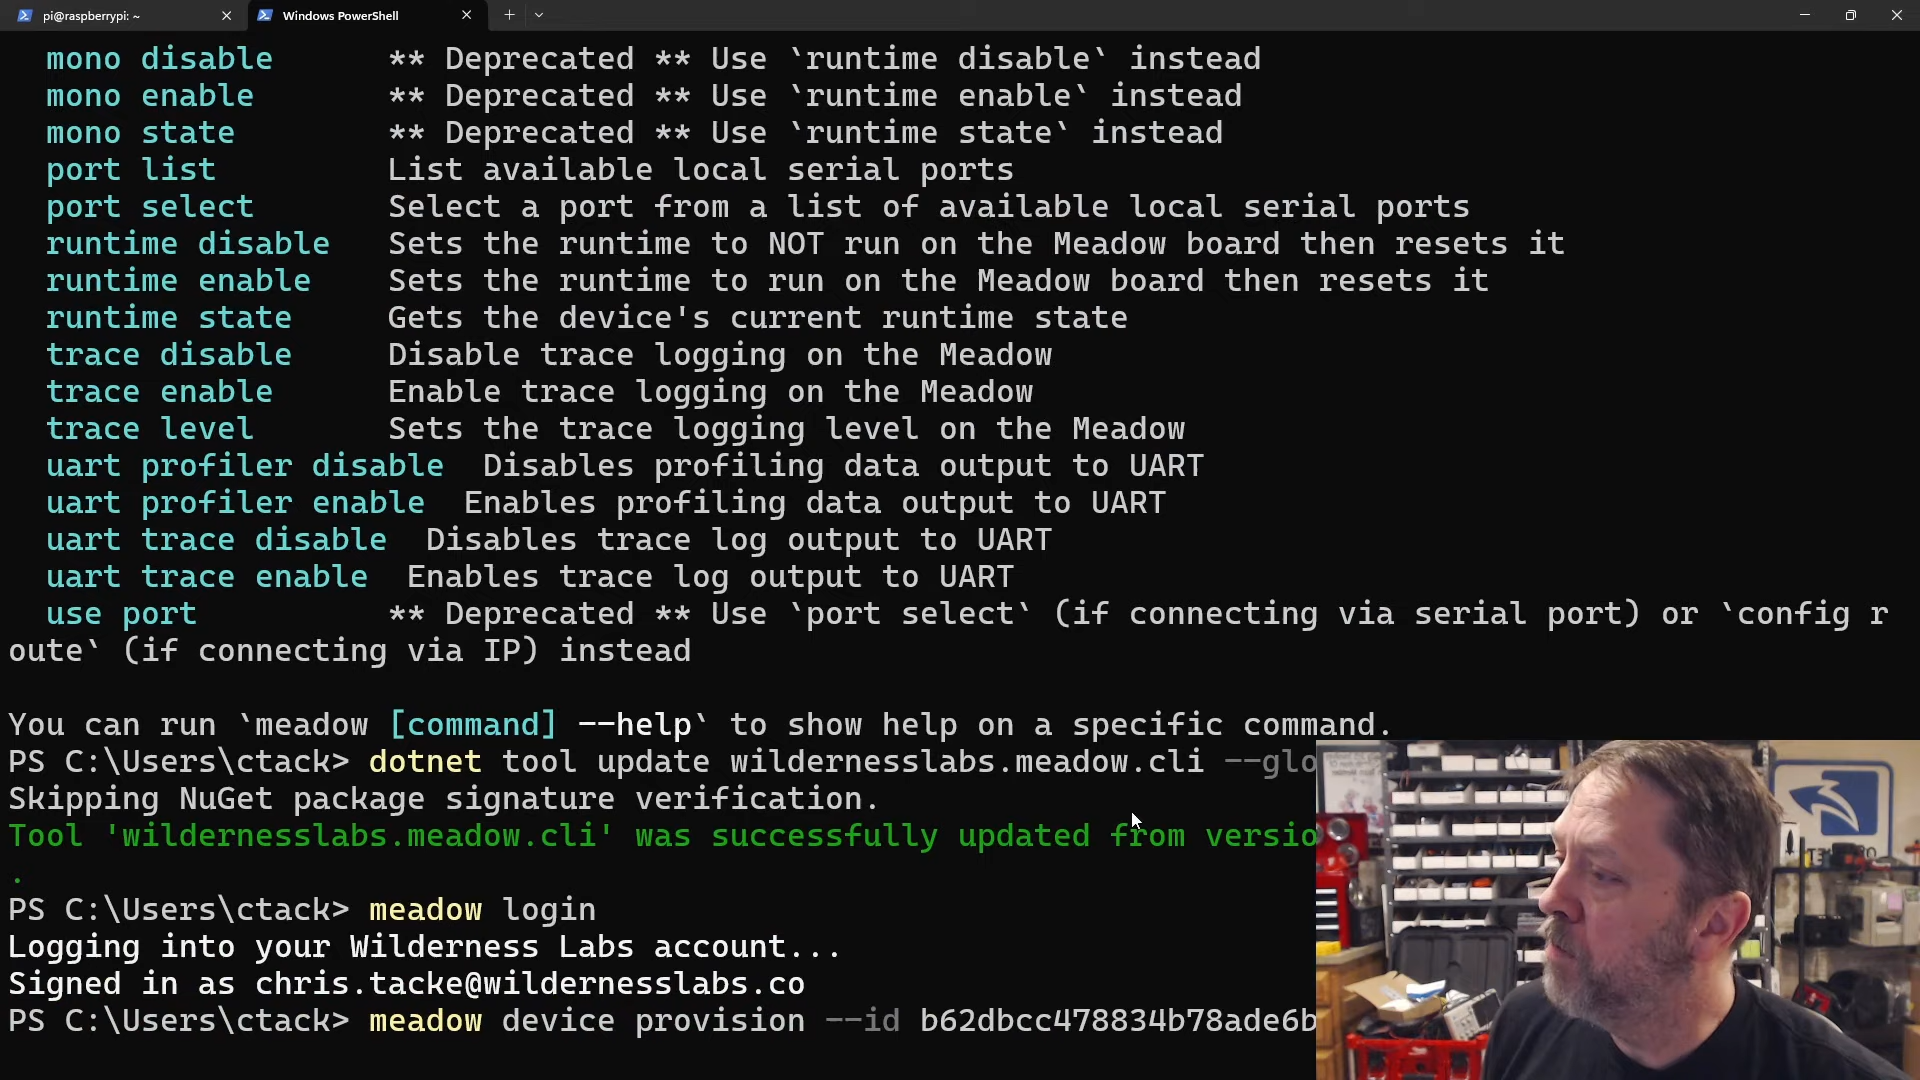 pi@raspberrypi: ~
Windows PowerShell
mono disable ** Deprecated ** Use `runtime disable` instead
mono enable ** Deprecated ** Use `runtime enable` instead
mono state ** Deprecated ** Use `runtime state` instead
port list List available local serial ports
port select Select a port from a list of available local serial ports
runtime disable Sets the runtime to NOT run on the Meadow board then resets it
runtime enable Sets the runtime to run on the Meadow board then resets it
runtime state Gets the device's current runtime state
trace disable Disable trace logging on the Meadow
trace enable Enable trace logging on the Meadow
trace level Sets the trace logging level on the Meadow
uart profiler disable Disables profiling data output to UART
uart profiler enable Enables profiling data output to UART
uart trace disable Disables trace log output to UART
uart trace enable Enables trace log output to UART
use port ** Deprecated ** Use `port select` (if connecting via serial port) or `config r
oute` (if connecting via IP) instead
You can run `meadow [command] --help` to show help on a specific command.
PS C:\Users\ctack> dotnet tool update wildernesslabs.meadow.cli --glo
Skipping NuGet package signature verification.
Tool 'wildernesslabs.meadow.cli' was successfully updated from versio
.
PS C:\Users\ctack> meadow login
Logging into your Wilderness Labs account...
Signed in as chris.tacke@wildernesslabs.co
PS C:\Users\ctack> meadow device provision --id b62dbcc478834b78ade6b